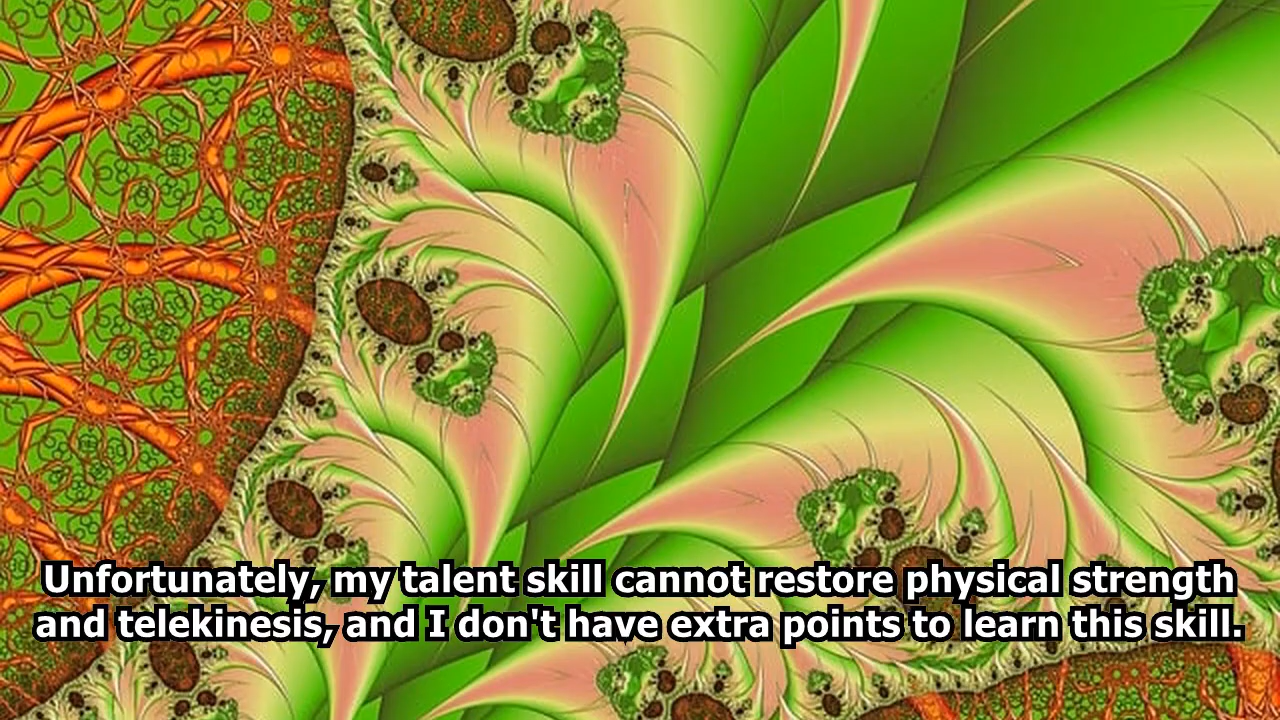 Unfortunately, my talent skill cannot restore physical strength
and telekinesis, and I don't have extra points to learn this skill.